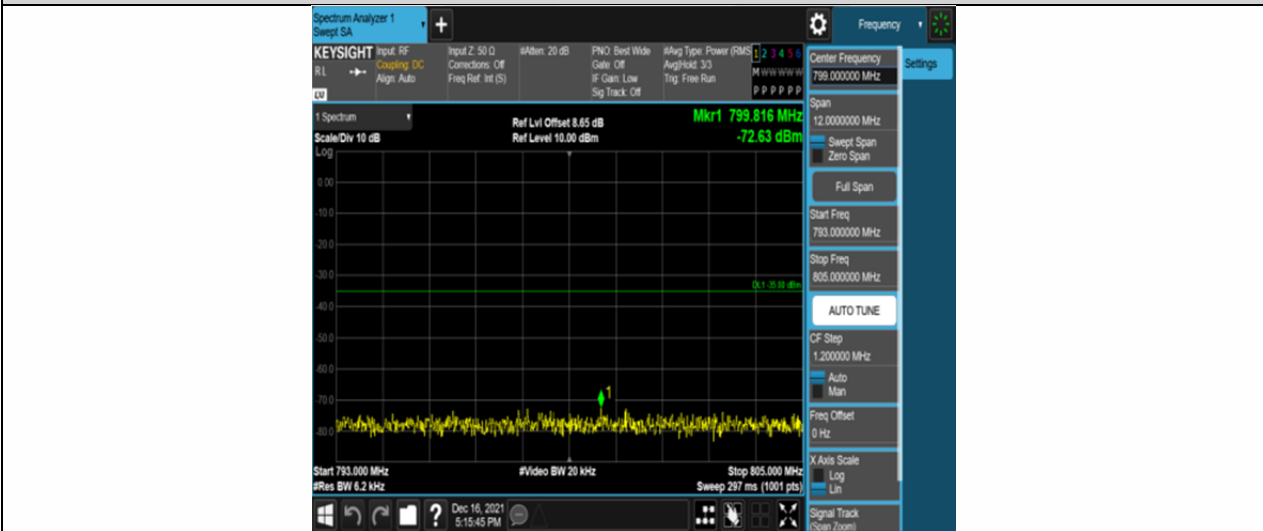 Spectrum Analyzer 1
Swept SA
Frequency
KEYSIGHT
RL
Input: RF
Coupling: DC
Align: Auto
Input Z: 50 Ω
Corrections: Off
Freq Ref: Int (S)
#Atten: 20 dB
PNO: Best Wide
Gate: Off
IF Gain: Low
Sig Track: Off
#Avg Type: Power (RMS
Avg|Hold: 3/3
Trig: Free Run
1 2 3 4 5 6
M W W W W W
P P P P P P
1 Spectrum
Scale/Div 10 dB
Ref Lvl Offset 8.65 dB
Ref Level 10.00 dBm
Mkr1 799.816 MHz
-72.63 dBm
Log
0.00
-10.0
-20.0
-30.0
-40.0
-50.0
-60.0
-70.0
-80.0
DL1 -35.00 dBm
1
Start 793.000 MHz
#Res BW 6.2 kHz
#Video BW 20 kHz
Stop 805.000 MHz
Sweep 297 ms (1001 pts)
Dec 16, 2021
5:15:45 PM
Center Frequency
799.000000 MHz
Settings
Span
12.0000000 MHz
Swept Span
Zero Span
Full Span
Start Freq
793.000000 MHz
Stop Freq
805.000000 MHz
AUTO TUNE
CF Step
1.200000 MHz
Auto
Man
Freq Offset
0 Hz
X Axis Scale
Log
Lin
Signal Track
(Span Zoom)